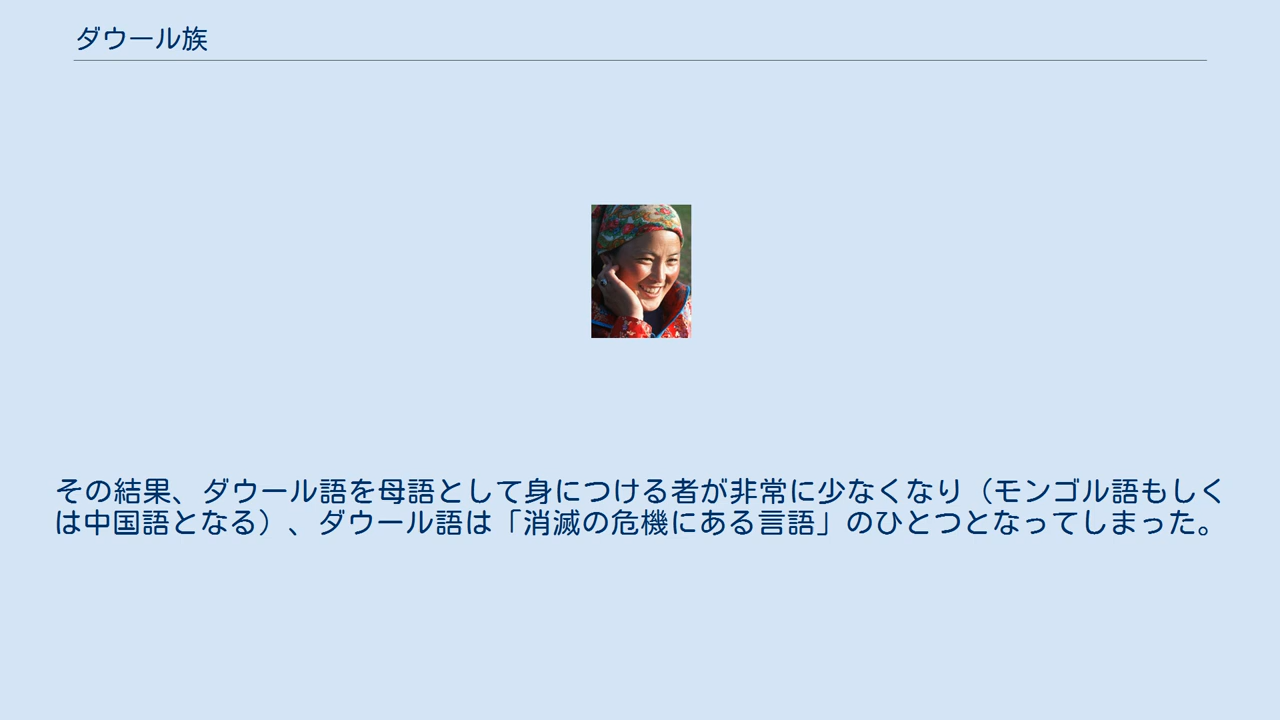 ダウール族
その結果、ダウール語を母語として身につける者が非常に少なくなり（モンゴル語もしく
は中国語となる）、ダウール語は「消滅の危機にある言語」のひとつとなってしまった。